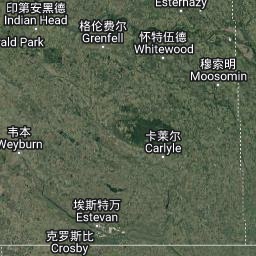 Esterhazy
印第安黑德
Indian Head
格伦费尔
Grenfell
怀特伍德
Whitewood
ald Park
穆索明
Moosomin
韦本
Weyburn
卡莱尔
Carlyle
埃斯特万
Estevan
克罗斯比
Crosby